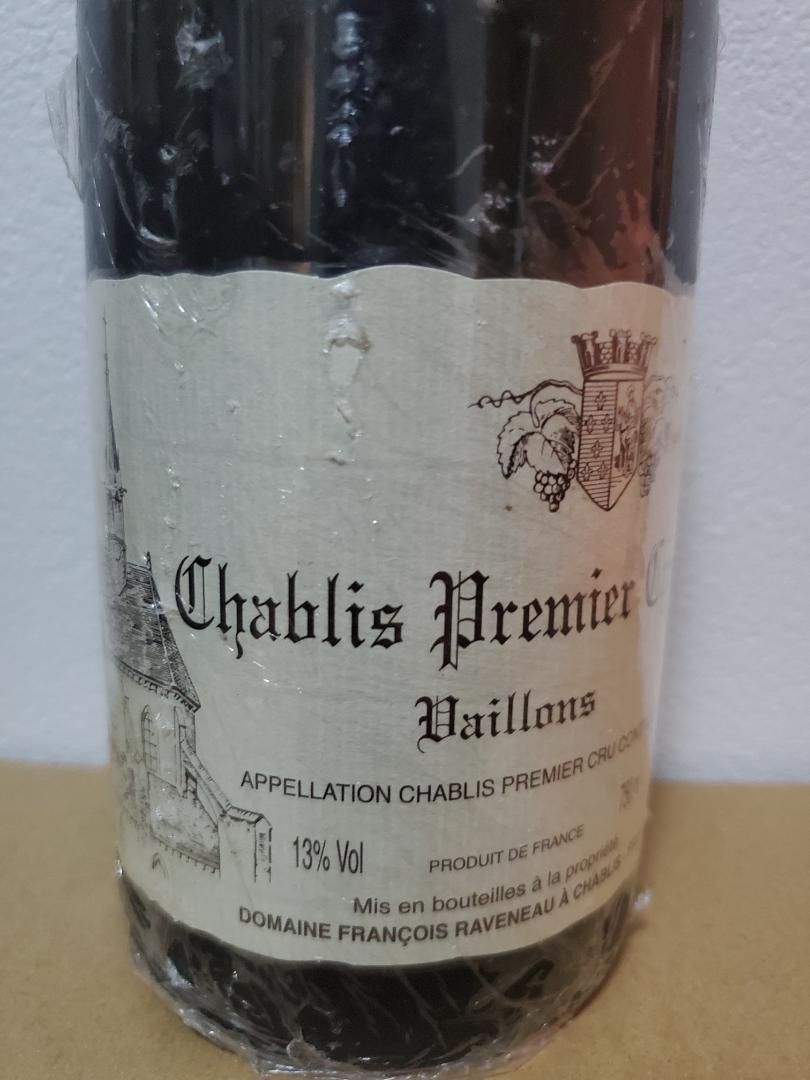 Chablis Premier
Vaillons
APPELLATION CHABLIS PREMIER CRU
13% Vol
PRODUIT DE FRANCE
Mis en bouteilles à la propriété
DOMAINE FRANÇOIS RAVENEAU À CHABLIS